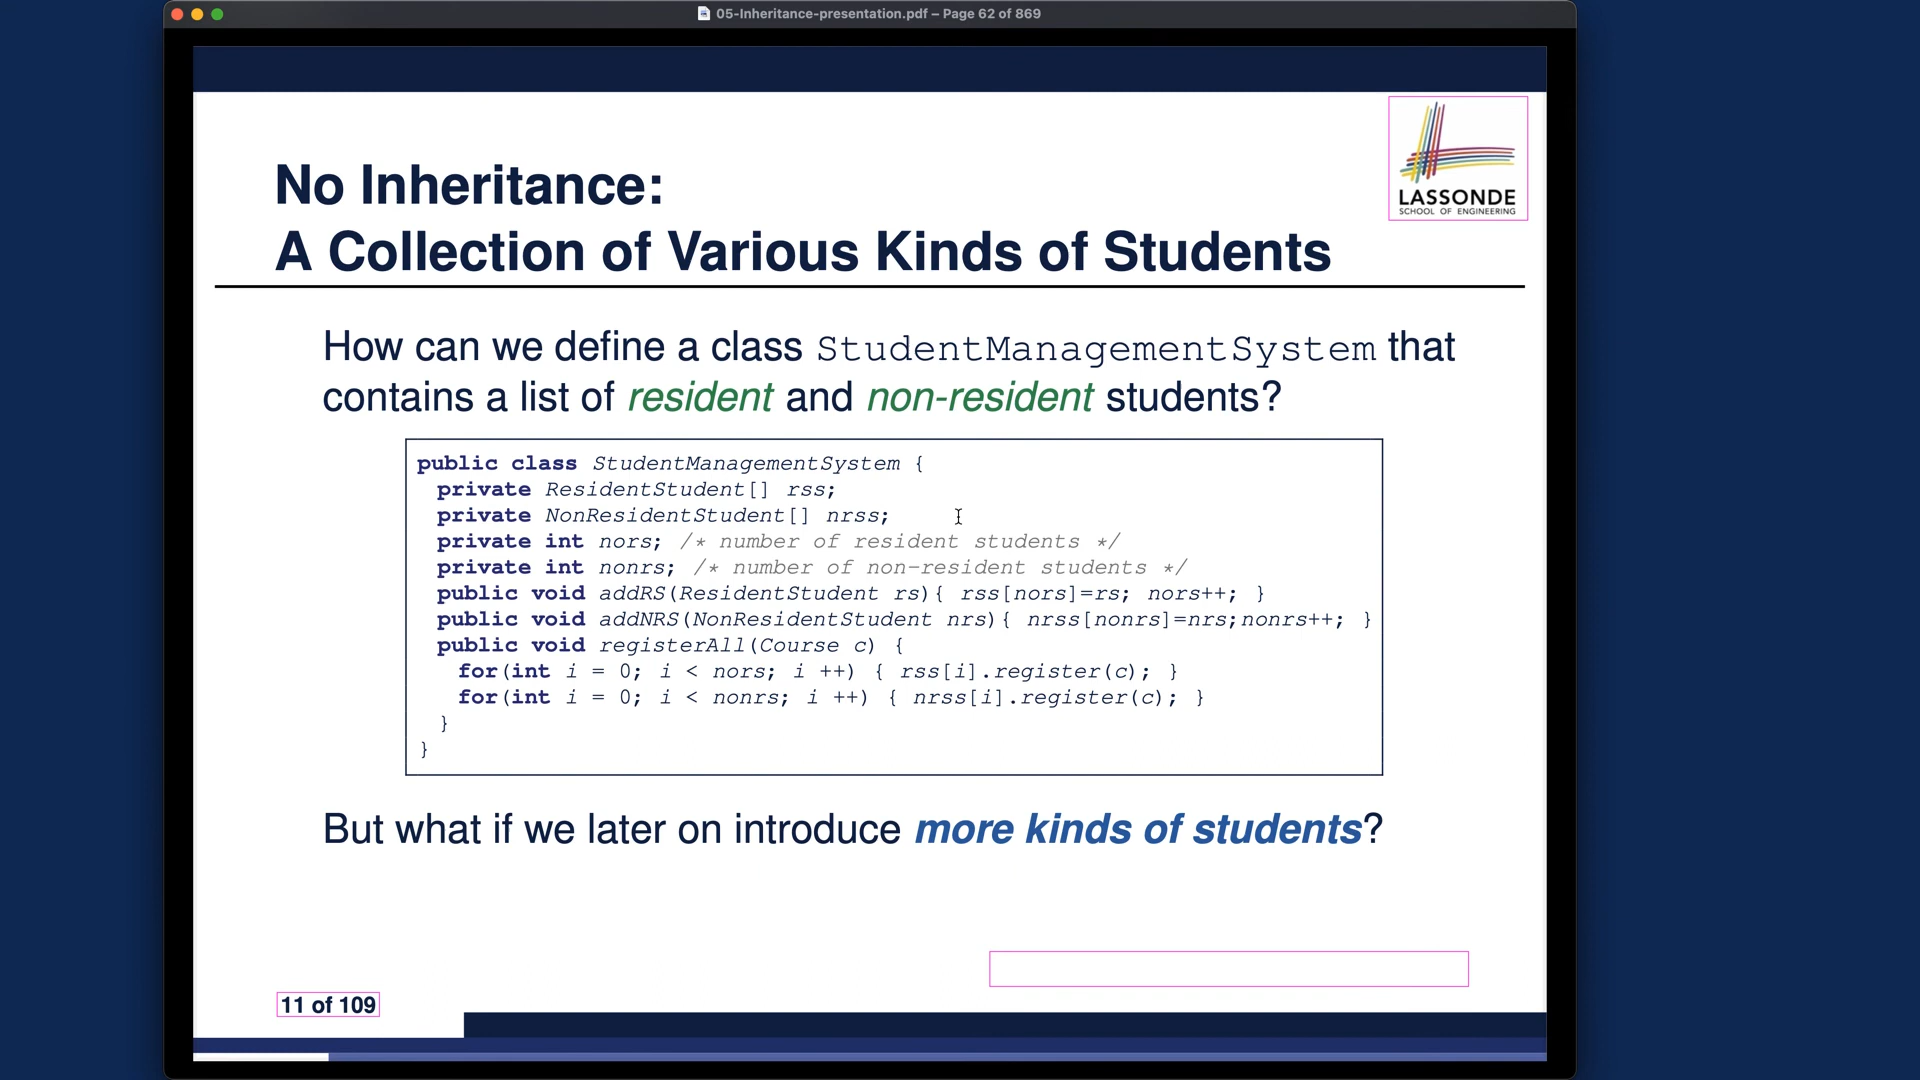 05-Inheritance-presentation.pdf – Page 62 of 869
LASSONDE
SCHOOL OF ENGINEERING
No Inheritance:
A Collection of Various Kinds of Students
How can we define a class StudentManagementSystem that
contains a list of resident and non-resident students?
public class StudentManagementSystem {
  private ResidentStudent[] rss;
  private NonResidentStudent[] nrss;
  private int nors; /* number of resident students */
  private int nonrs; /* number of non-resident students */
  public void addRS(ResidentStudent rs){ rss[nors]=rs; nors++; }
  public void addNRS(NonResidentStudent nrs){ nrss[nonrs]=nrs;nonrs++; }
  public void registerAll(Course c) {
    for(int i = 0; i < nors; i ++) { rss[i].register(c); }
    for(int i = 0; i < nonrs; i ++) { nrss[i].register(c); }
  }
}
But what if we later on introduce more kinds of students?
11 of 109